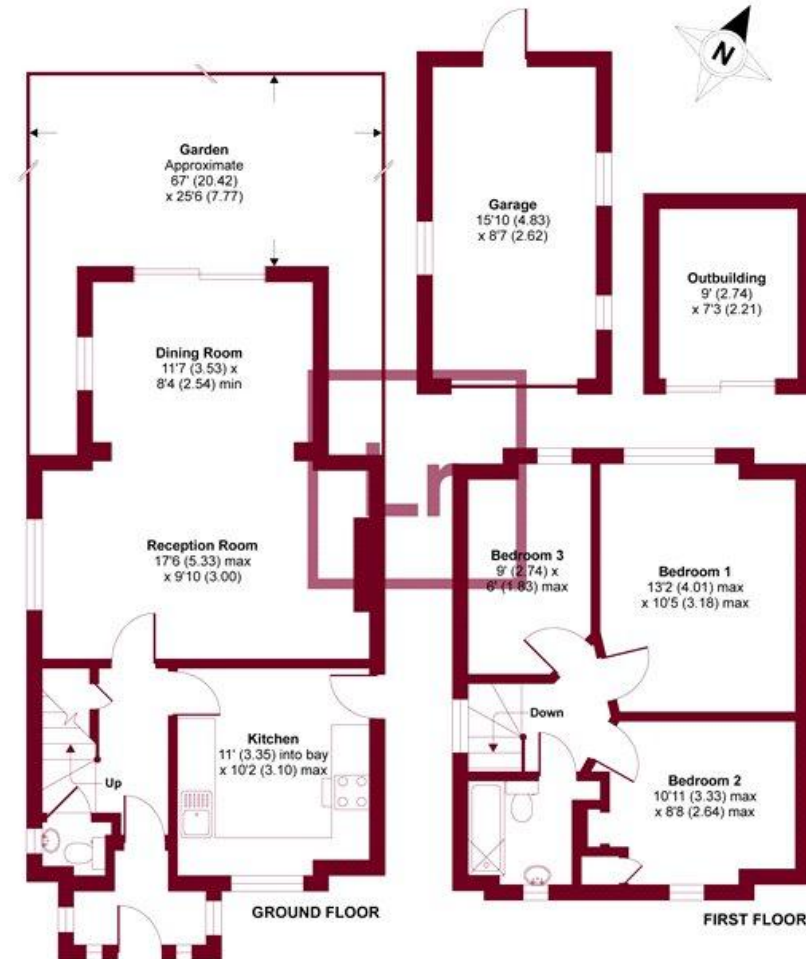 N
Garden
Approximate
67' (20.42)
x 25'6 (7.77)
Garage
15'10 (4.83)
x 8'7 (2.62)
Outbuilding
9' (2.74)
x 7'3 (2.21)
Dining Room
11'7 (3.53) x
8'4 (2.54) min
Ln
Reception Room
17'6 (5.33) max
x 9'10 (3.00)
Bedroom 3
9' (2.74) x
6' (1.83) max
Bedroom 1
13'2 (4.01) max
x 10'5 (3.18) max
Down
Kitchen
11' (3.35) into bay
x 10'2 (3.10) max
Up
Bedroom 2
10'11 (3.33) max
x 8'8 (2.64) max
GROUND FLOOR
FIRST FLOOR